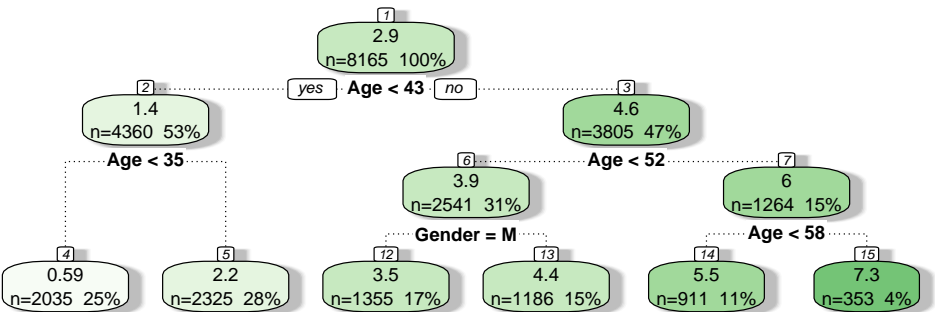 1
2.9
n=8165 100%
yes Age < 43 no
2
1.4
n=4360 53%
Age < 35
3
4.6
n=3805 47%
Age < 52
6
3.9
n=2541 31%
Gender = M
7
6
n=1264 15%
Age < 58
4
0.59
n=2035 25%
5
2.2
n=2325 28%
12
3.5
n=1355 17%
13
4.4
n=1186 15%
14
5.5
n=911 11%
15
7.3
n=353 4%